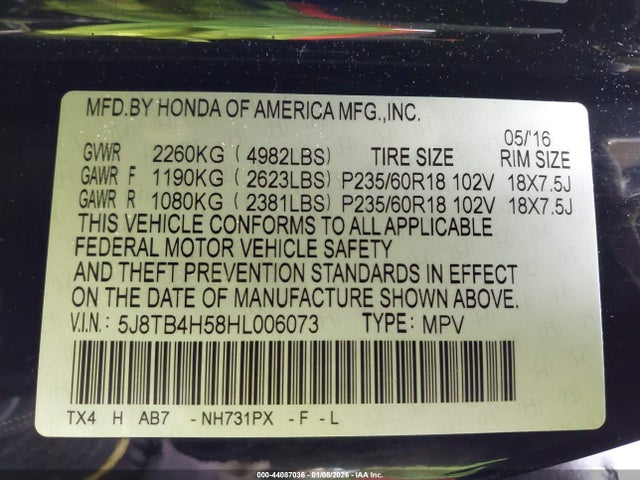 MFD.BY HONDA OF AMERICA MFG.,INC.
05/'16
GVWR 2260KG ( 4982LBS) TIRE SIZE RIM SIZE
GAWR F 1190KG ( 2623LBS) P235/60R18 102V 18X7.5J
GAWR R 1080KG ( 2381LBS) P235/60R18 102V 18X7.5J
THIS VEHICLE CONFORMS TO ALL APPLICABLE
FEDERAL MOTOR VEHICLE SAFETY
AND THEFT PREVENTION STANDARDS IN EFFECT
ON THE DATE OF MANUFACTURE SHOWN ABOVE.
V.I.N: 5J8TB4H58HL006073 TYPE: MPV
TX4 H AB7 - NH731PX - F - L
000-44087036 - 01/08/2026 - IAA Inc.